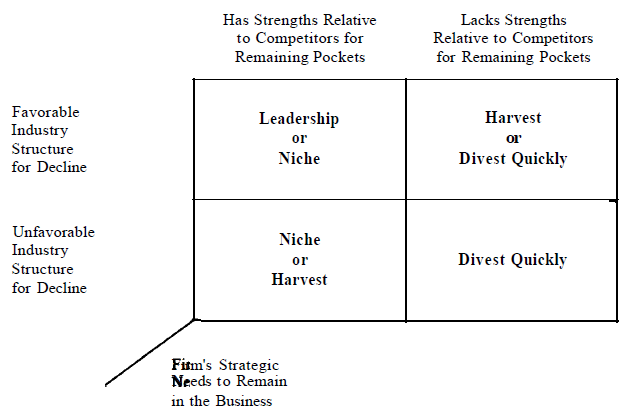 Has Strengths Relative
to Competitors for
Remaining Pockets
Lacks Strengths
Relative to Competitors
for Remaining Pockets
Favorable
Industry
Structure
for Decline
Leadership
or
Niche
Harvest
or
Divest Quickly
Unfavorable
Industry
Structure
for Decline
Niche
or
Harvest
Divest Quickly
Firm's Strategic
Needs to Remain
in the Business